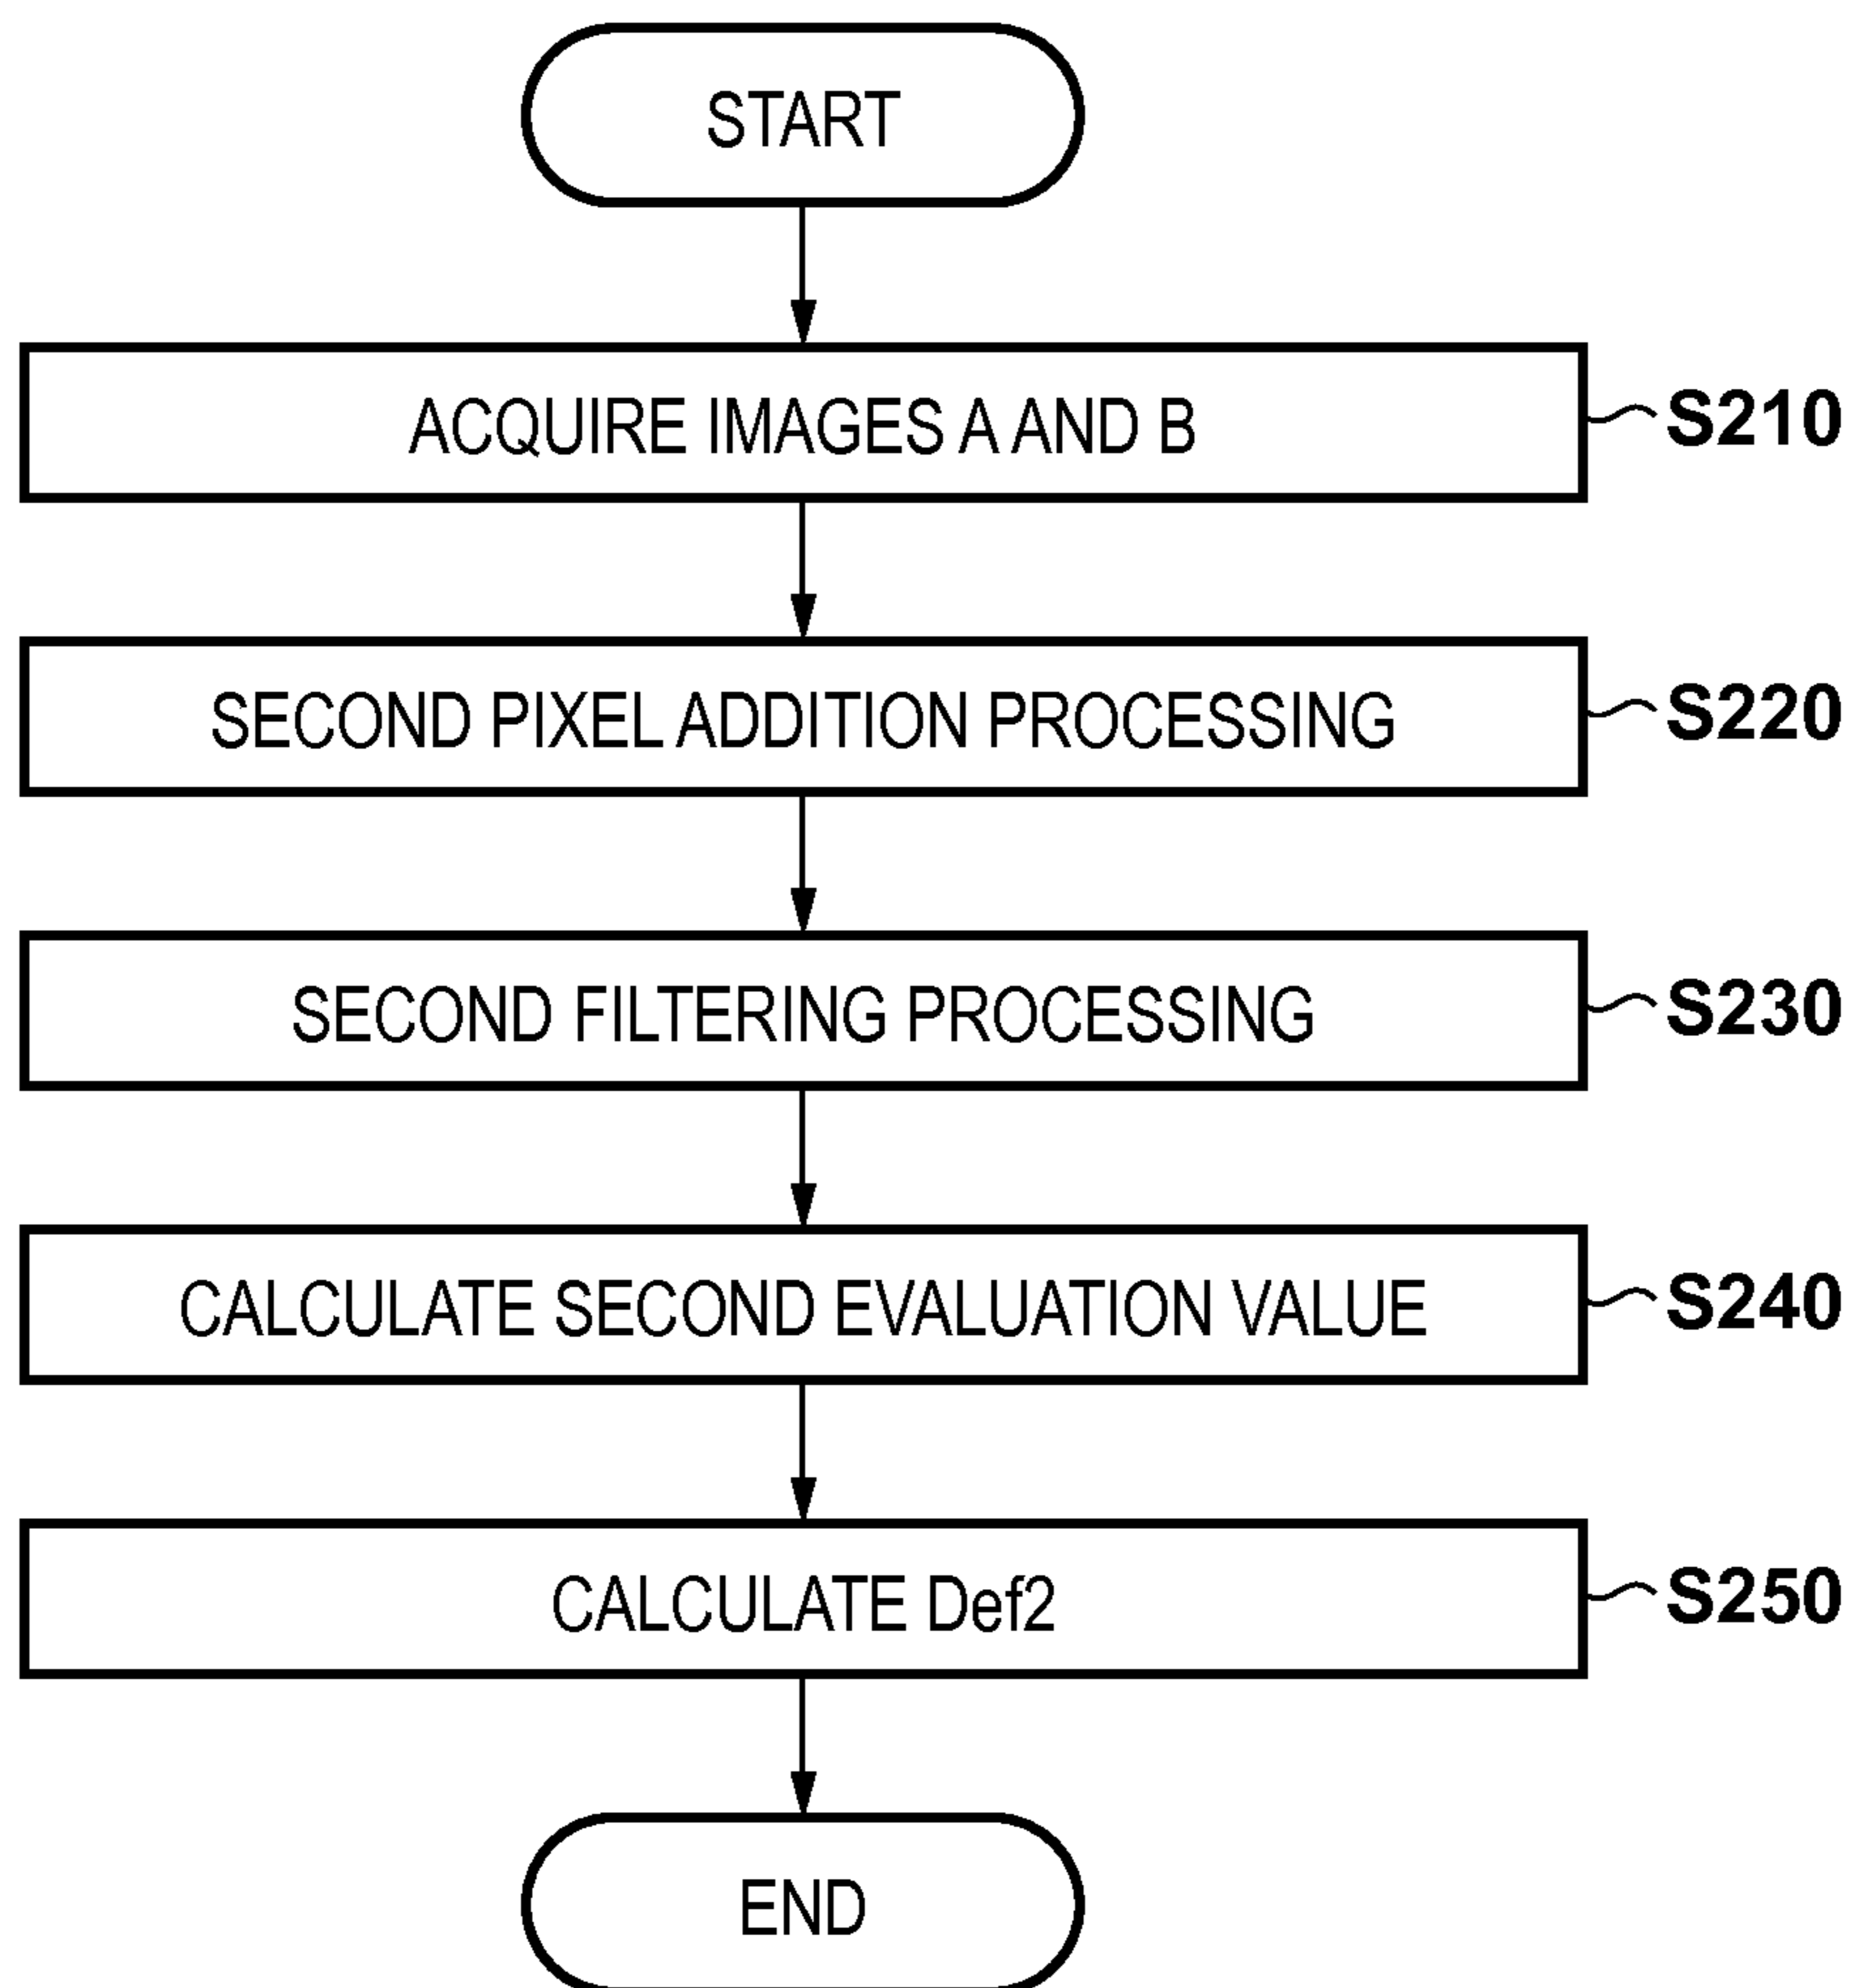 START
ACQUIRE IMAGES A AND B
S210
SECOND PIXEL ADDITION PROCESSING
S220
SECOND FILTERING PROCESSING
S230
CALCULATE SECOND EVALUATION VALUE
S240
CALCULATE Def2
S250
END